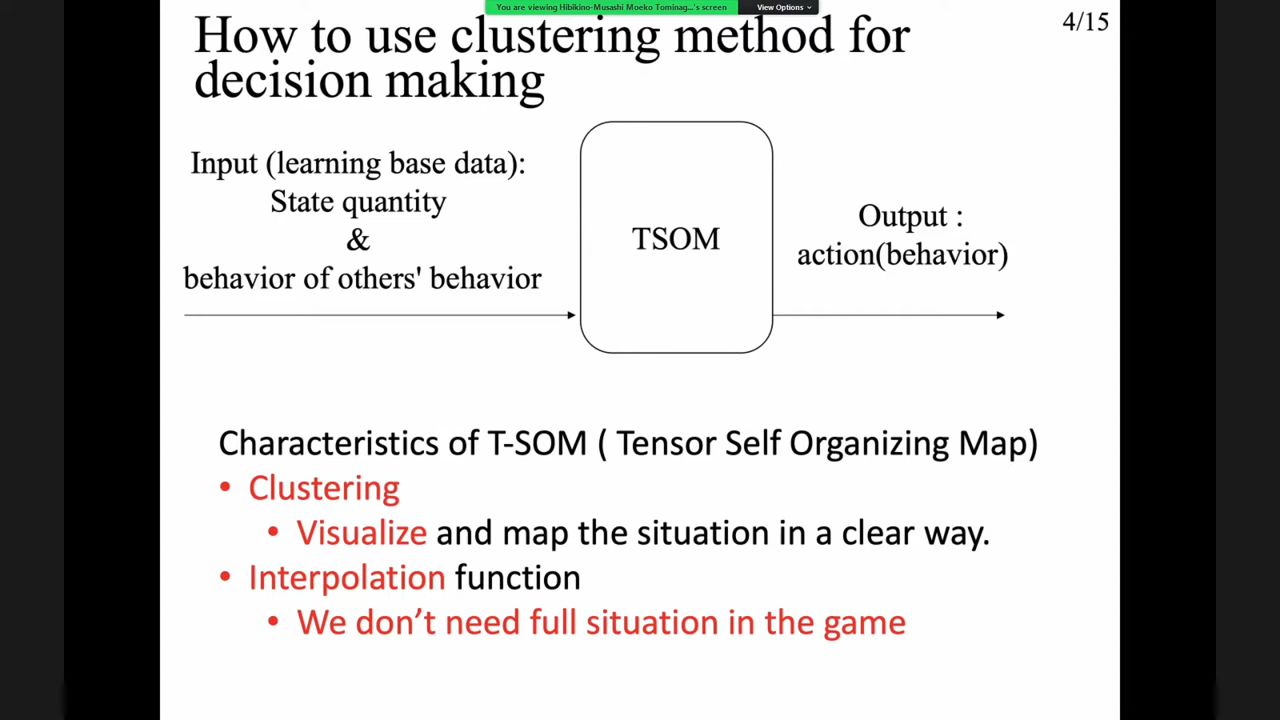 You are viewing Hibikino-Musashi Moeko Tominag...'s screen
View Options
4/15
How to use clustering method for
decision making
Input (learning base data):
State quantity
&
behavior of others' behavior
TSOM
Output :
action(behavior)
Characteristics of T-SOM ( Tensor Self Organizing Map)
• Clustering
• Visualize and map the situation in a clear way.
• Interpolation function
• We don’t need full situation in the game